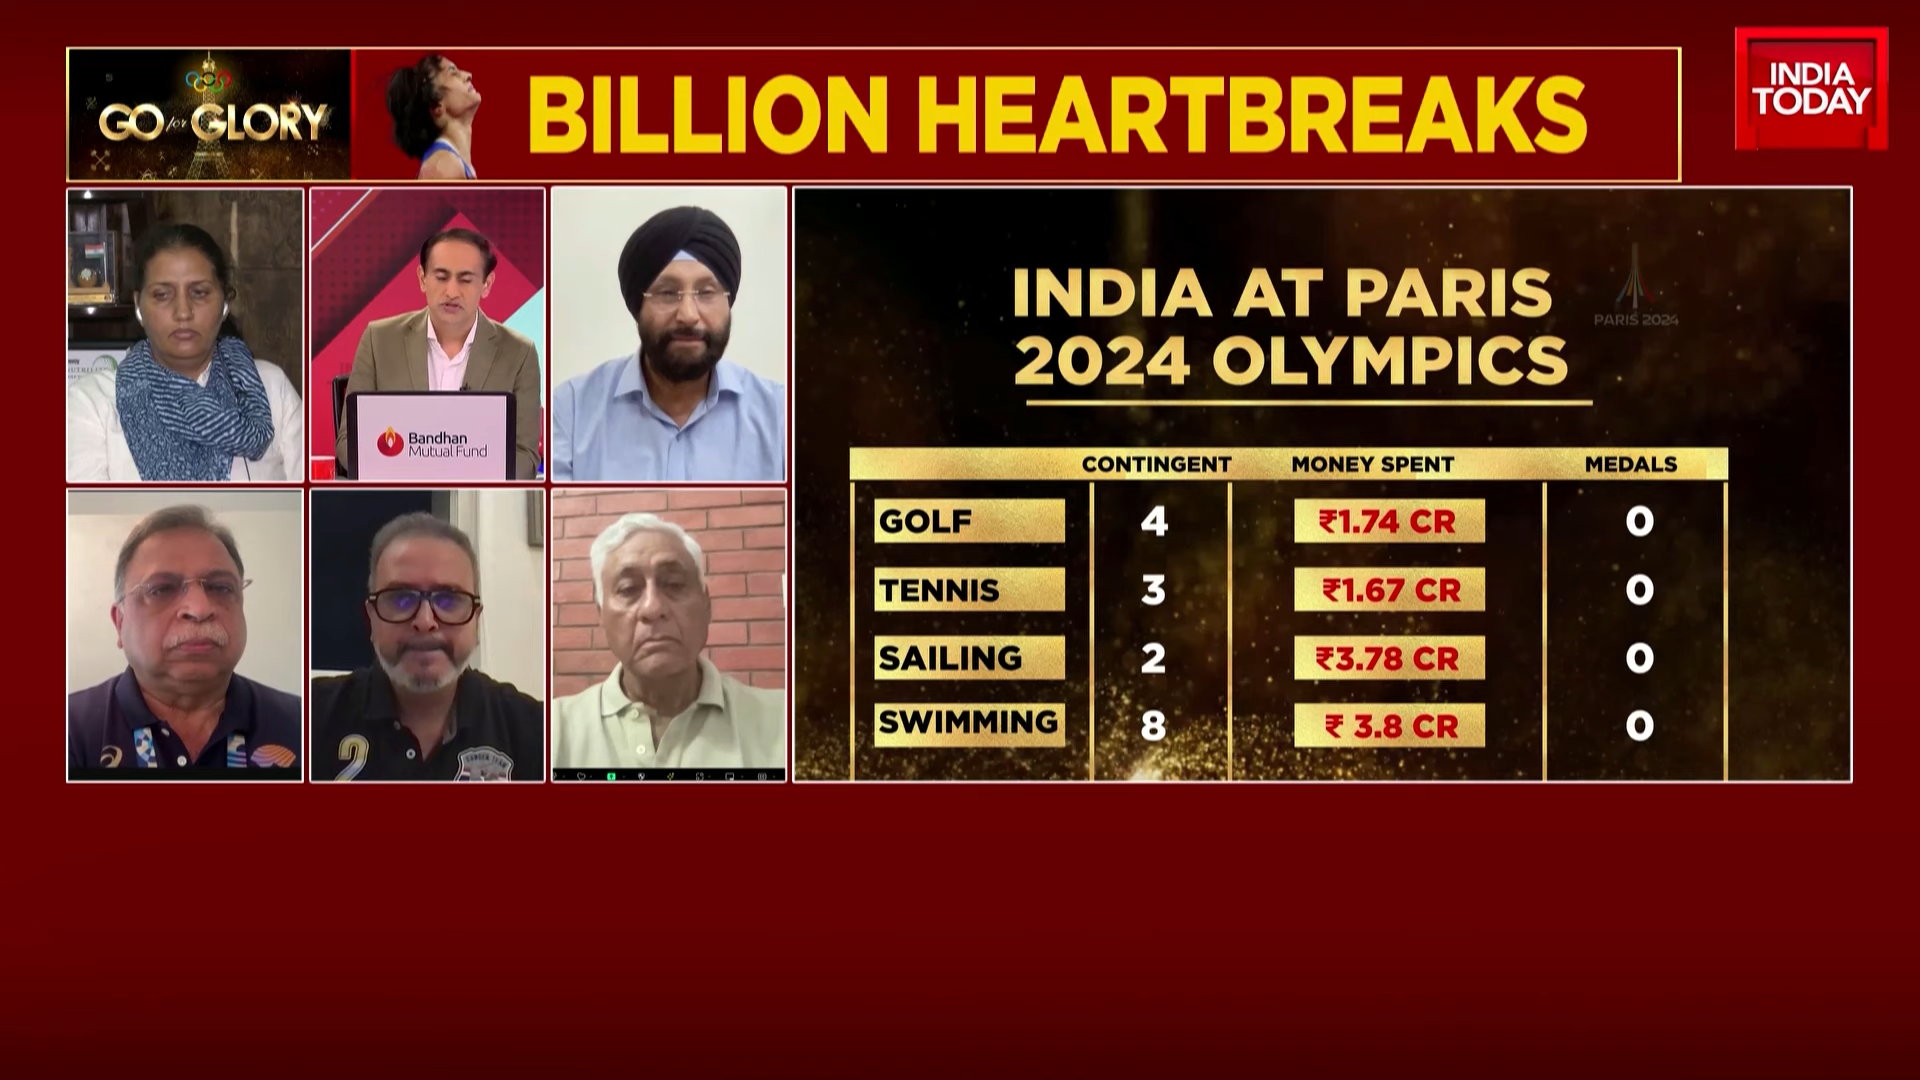 GO for GLORY
BILLION HEARTBREAKS
INDIA
TODAY
Bandhan
Mutual Fund
2
INDIA AT PARIS
2024 OLYMPICS
PARIS 2024
CONTINGENT MONEY SPENT MEDALS
GOLF 4 ₹1.74 CR 0
TENNIS 3 ₹1.67 CR 0
SAILING 2 ₹3.78 CR 0
SWIMMING 8 ₹ 3.8 CR 0